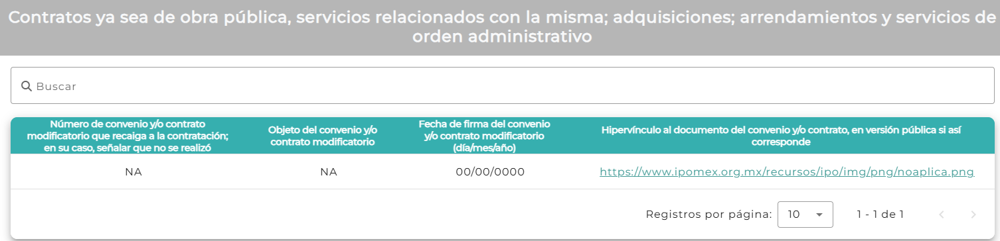 Contratos ya sea de obra pública, servicios relacionados con la misma; adquisiciones; arrendamientos y servicios de
orden administrativo
Buscar
Número de convenio y/o contrato
modificatorio que recaiga a la contratación;
en su caso, señalar que no se realizó
Objeto del convenio y/o
contrato modificatorio
Fecha de firma del convenio
y/o contrato modificatorio
(día/mes/año)
Hipervínculo al documento del convenio y/o contrato, en versión pública si así
corresponde
NA
NA
00/00/0000
https://www.ipomex.org.mx/recursos/ipo/img/png/noaplica.png
Registros por página:
10
1 - 1 de 1